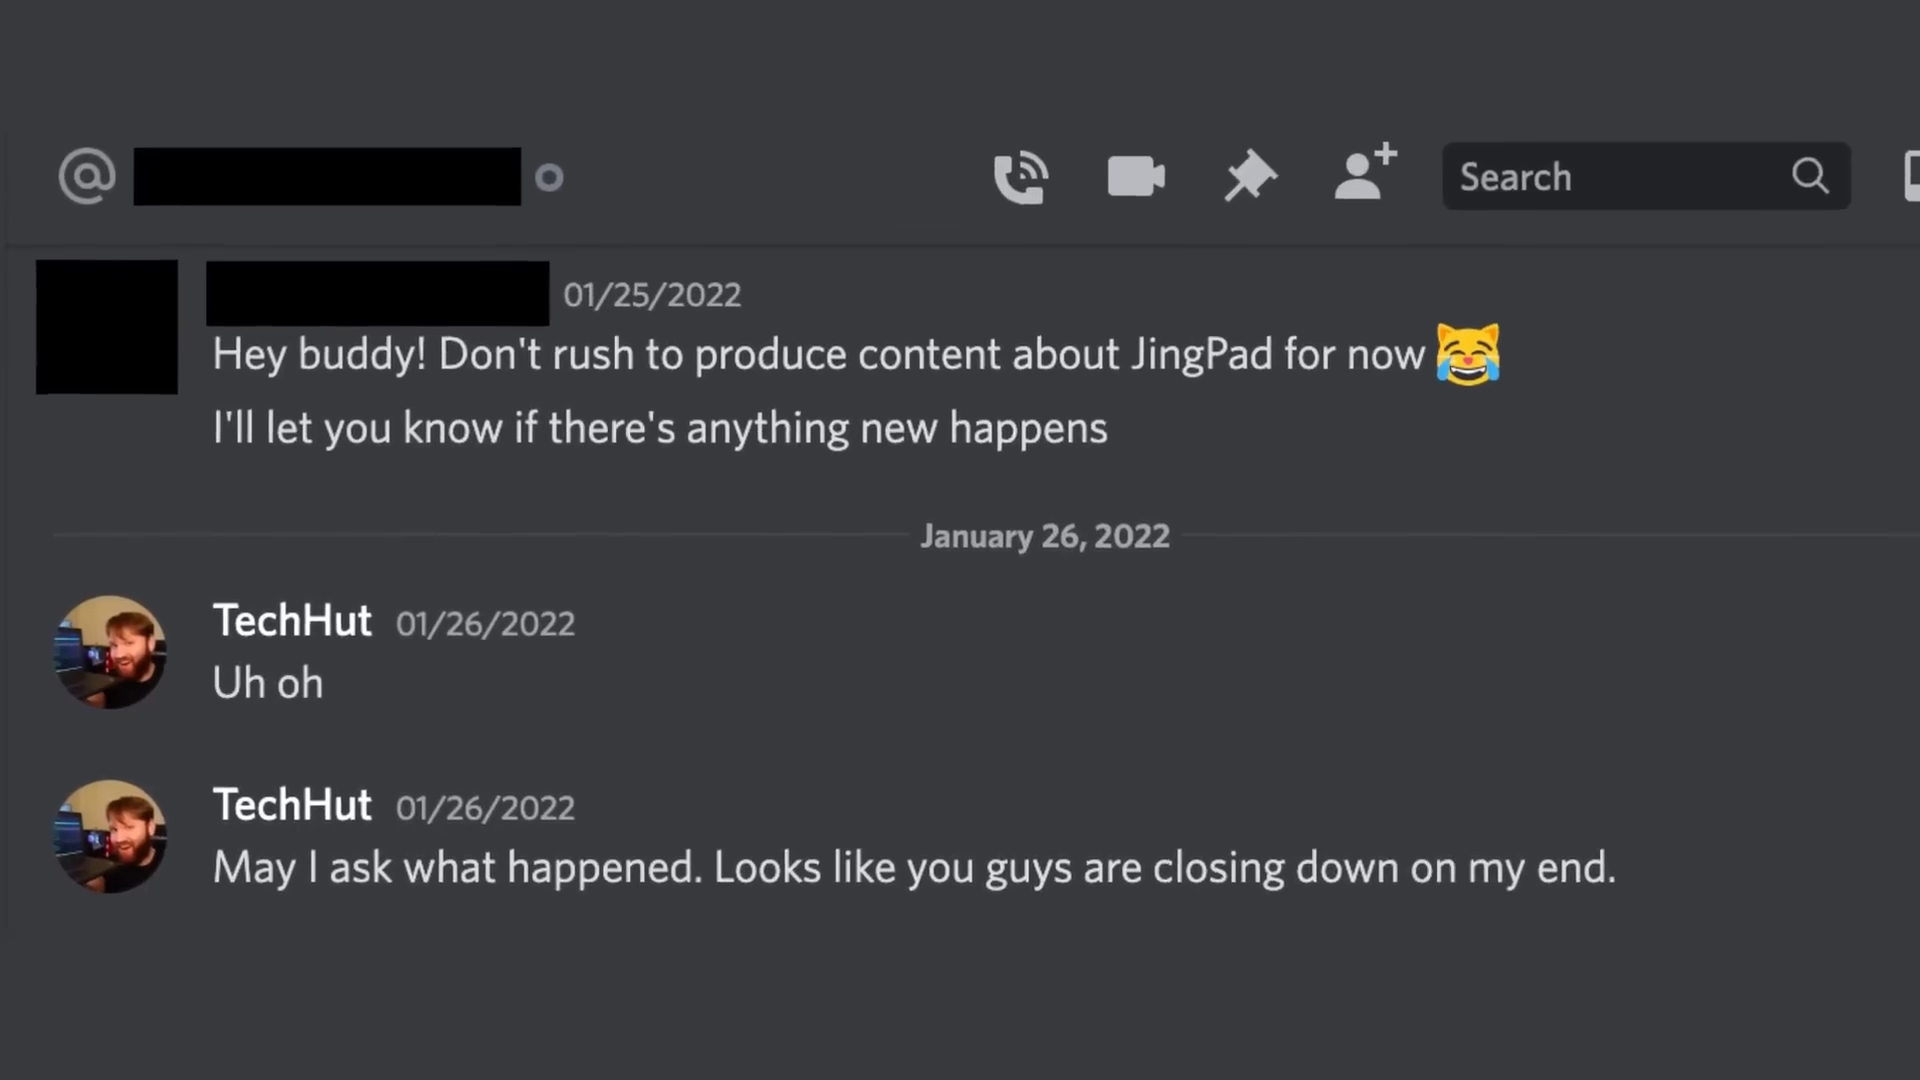 Search
01/25/2022
Hey buddy! Don't rush to produce content about JingPad for now 😹
I'll let you know if there's anything new happens
January 26, 2022
TechHut 01/26/2022
Uh oh
TechHut 01/26/2022
May I ask what happened. Looks like you guys are closing down on my end.